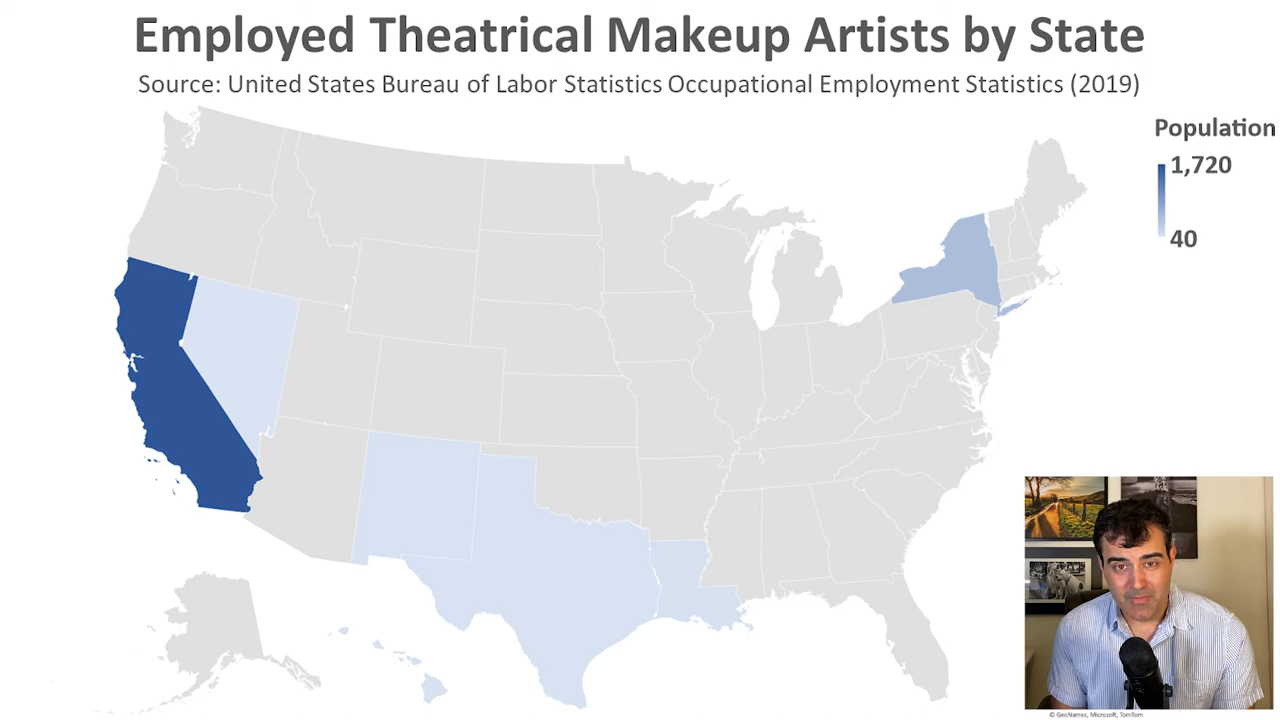 Employed Theatrical Makeup Artists by State
Source: United States Bureau of Labor Statistics Occupational Employment Statistics (2019)
Population
1,720
40
© GeoNames, Microsoft, TomTom